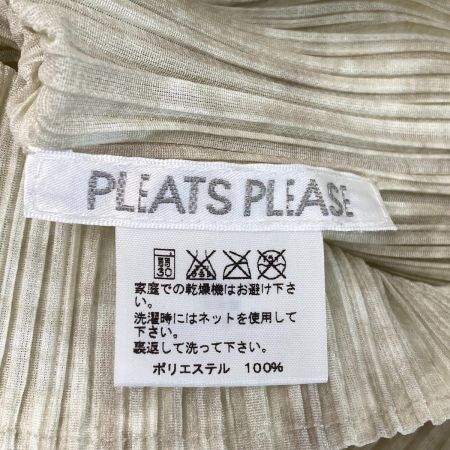 PLEATS PLEASE
30
家庭での乾燥機はお避け下さ
い。
洗濯時にはネットを使用して
下さい。
裏返して洗って下さい。
ポリエステル 100%